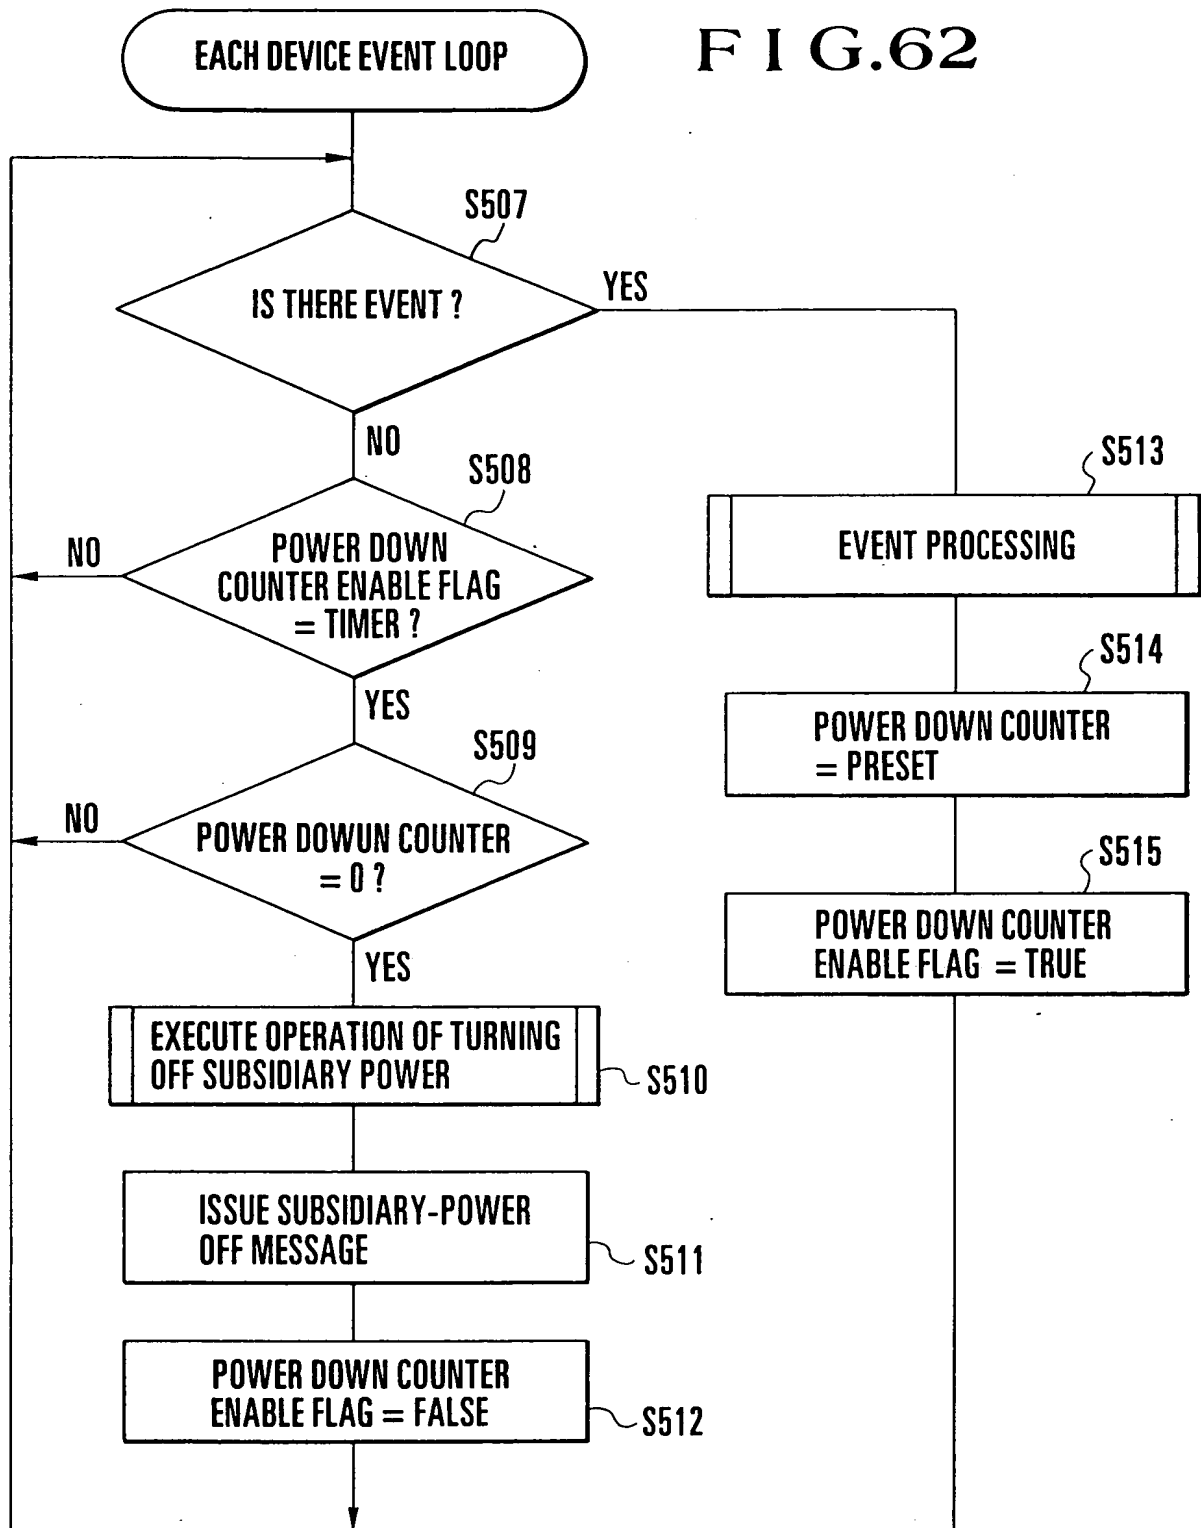 EACH DEVICE EVENT LOOP
F I G.62
S507
IS THERE EVENT ?
YES
NO
S508
POWER DOWN
COUNTER ENABLE FLAG
= TIMER ?
NO
YES
S509
POWER DOWUN COUNTER
= 0 ?
NO
YES
EXECUTE OPERATION OF TURNING
OFF SUBSIDIARY POWER
S510
ISSUE SUBSIDIARY-POWER
OFF MESSAGE
S511
POWER DOWN COUNTER
ENABLE FLAG = FALSE
S512
S513
EVENT PROCESSING
S514
POWER DOWN COUNTER
= PRESET
S515
POWER DOWN COUNTER
ENABLE FLAG = TRUE